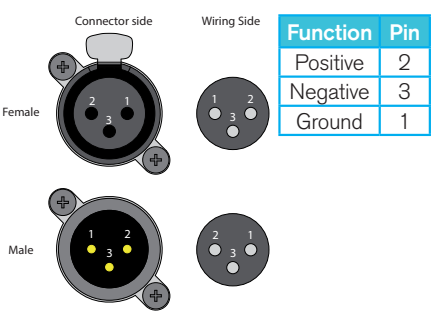 Connector side
Wiring Side
Function Pin
Positive 2
Negative 3
Ground 1
Female
2 1
3
1 2
3
Male
1 2
3
2 1
3